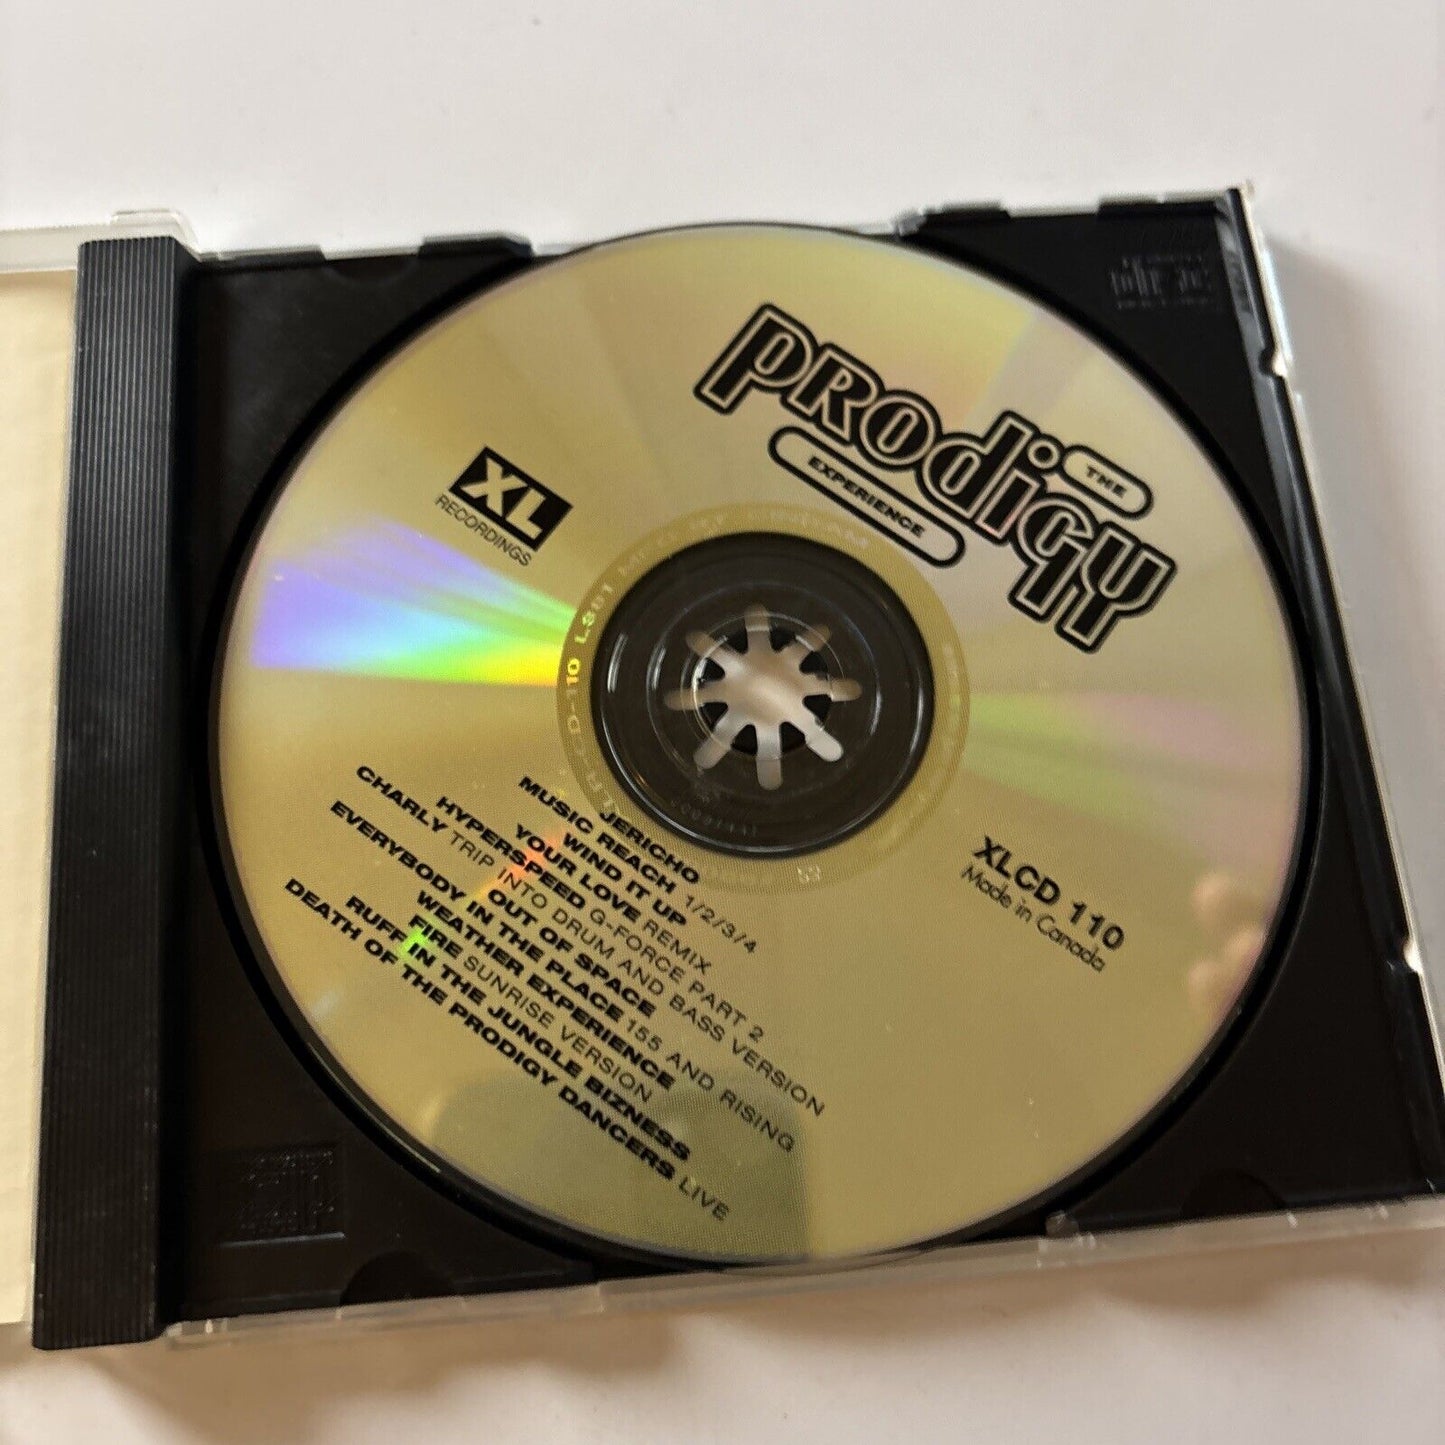 THE
PRODIGY
EXPERIENCE
XL
RECORDINGS
XLCD 110
Made in Canada
JERICHO
MUSIC REACH 1/2/3/4
WIND IT UP
YOUR LOVE REMIX
HYPERSPEED G-FORCE PART 2
CHARLY TRIP INTO DRUM AND BASS VERSION
OUT OF SPACE
EVERYBODY IN THE PLACE 155 AND RISING
WEATHER EXPERIENCE
FIRE SUNRISE VERSION
RUFF IN THE JUNGLE BIZNESS
DEATH OF THE PRODIGY DANCERS LIVE